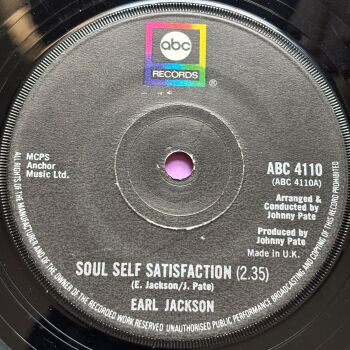 abc
RECORDS
®
MCPS
Anchor
Music Ltd.
ABC 4110
(ABC 4110A)
Arranged &
Conducted by
Johnny Pate
Produced by
Johnny Pate
Made in U.K.
SOUL SELF SATISFACTION (2.35)
(E. Jackson/J. Pate)
EARL JACKSON
ALL RIGHTS OF THE MANUFACTURER AND OF THE OWNER OF THE RECORDED WORK RESERVED UNAUTHORISED PUBLIC PERFORMANCE, BROADCASTING AND COPYING OF THIS RECORD PROHIBITED